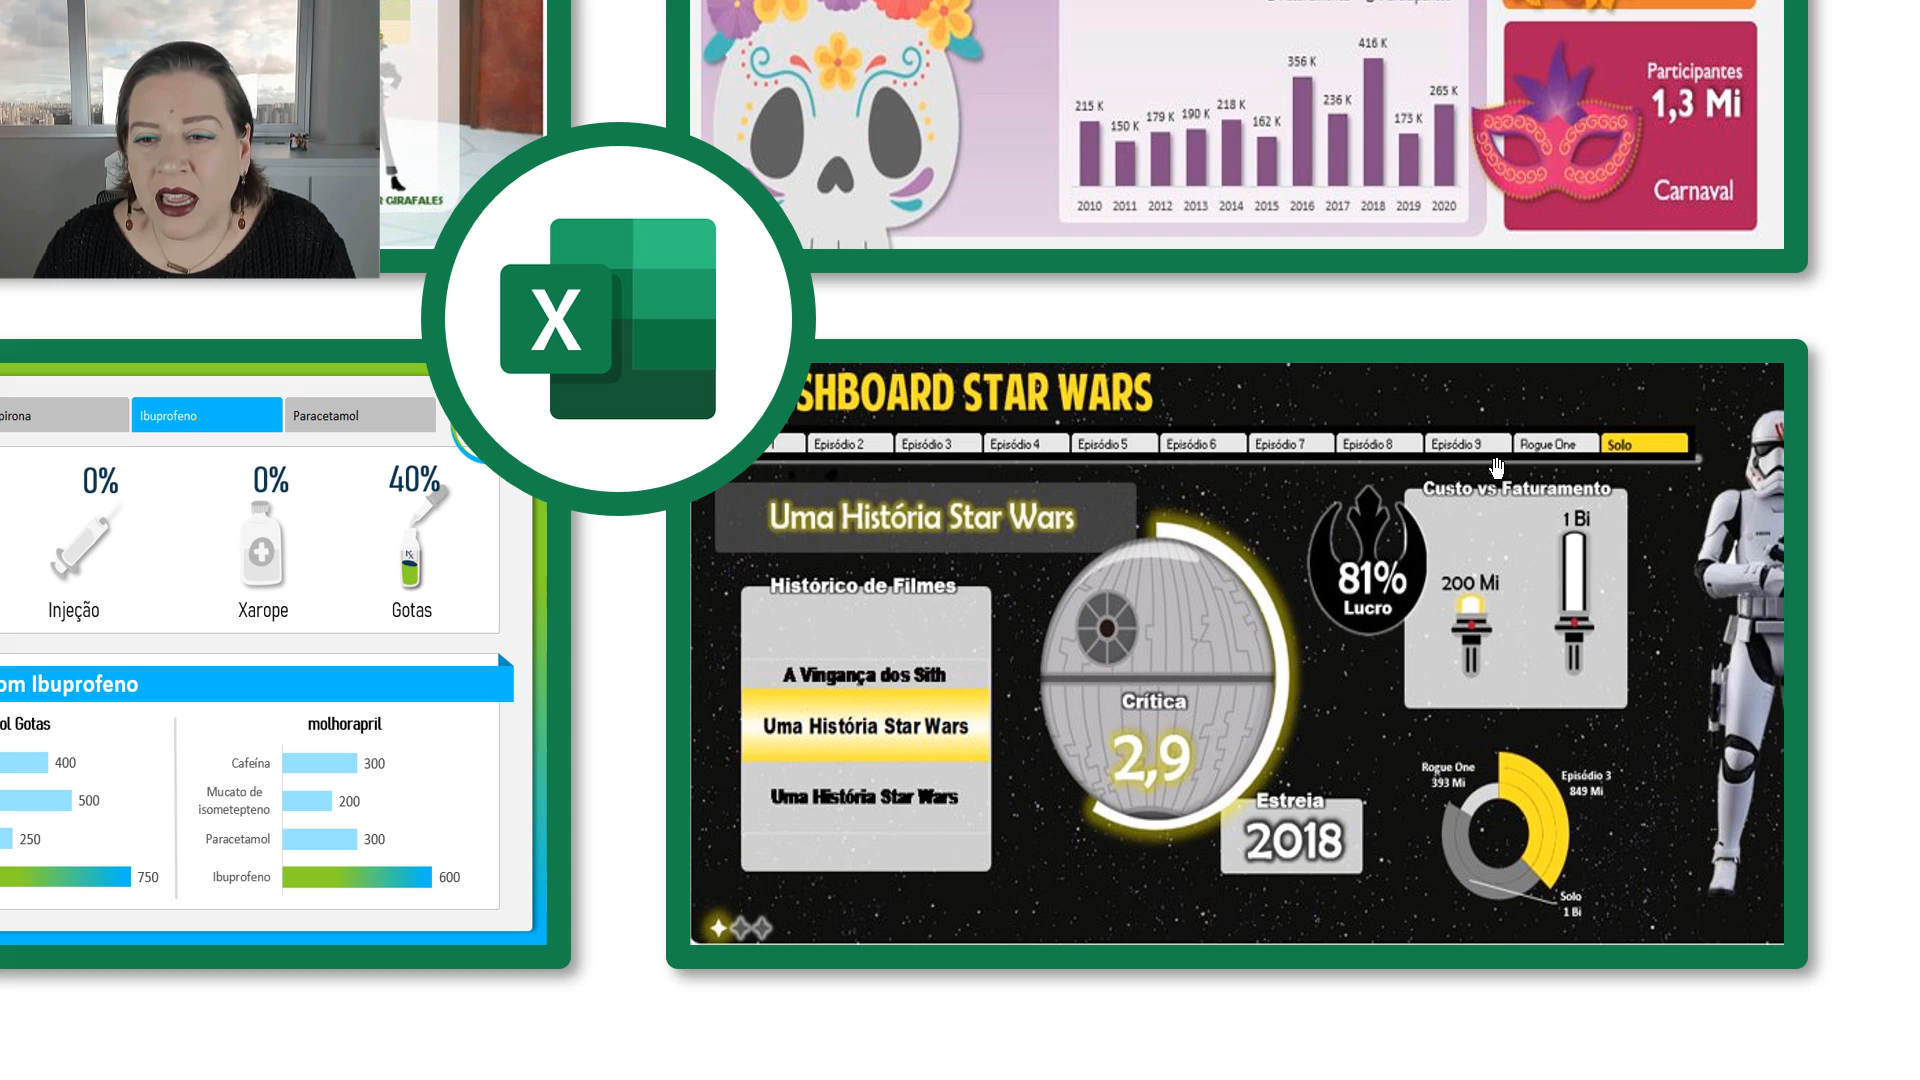 R GIRAFALES
215 K
150 K
179 K
190 K
218 K
162 K
356 K
236 K
416 K
173 K
265 K
2010 2011 2012 2013 2014 2015 2016 2017 2018 2019 2020
Participantes
1,3 Mi
Carnaval
X
pirona
Ibuprofeno
Paracetamol
0%
0%
40%
Injeção
Xarope
Gotas
om Ibuprofeno
ol Gotas
400
500
250
750
molhorapril
Cafeína 300
Mucato de
isometepteno 200
Paracetamol 300
Ibuprofeno 600
SHBOARD STAR WARS
1 Episódio 2 Episódio 3 Episódio 4 Episódio 5 Episódio 6 Episódio 7 Episódio 8 Episódio 9 Rogue One Solo
Uma História Star Wars
Histórico de Filmes
A Vingança dos Sith
Uma História Star Wars
Uma História Star Wars
Crítica
2,9
Estreia
2018
81%
Lucro
Custo vs Faturamento
200 Mi
1 Bi
Rogue One
393 Mi
Episódio 3
849 Mi
Solo
1 Bi